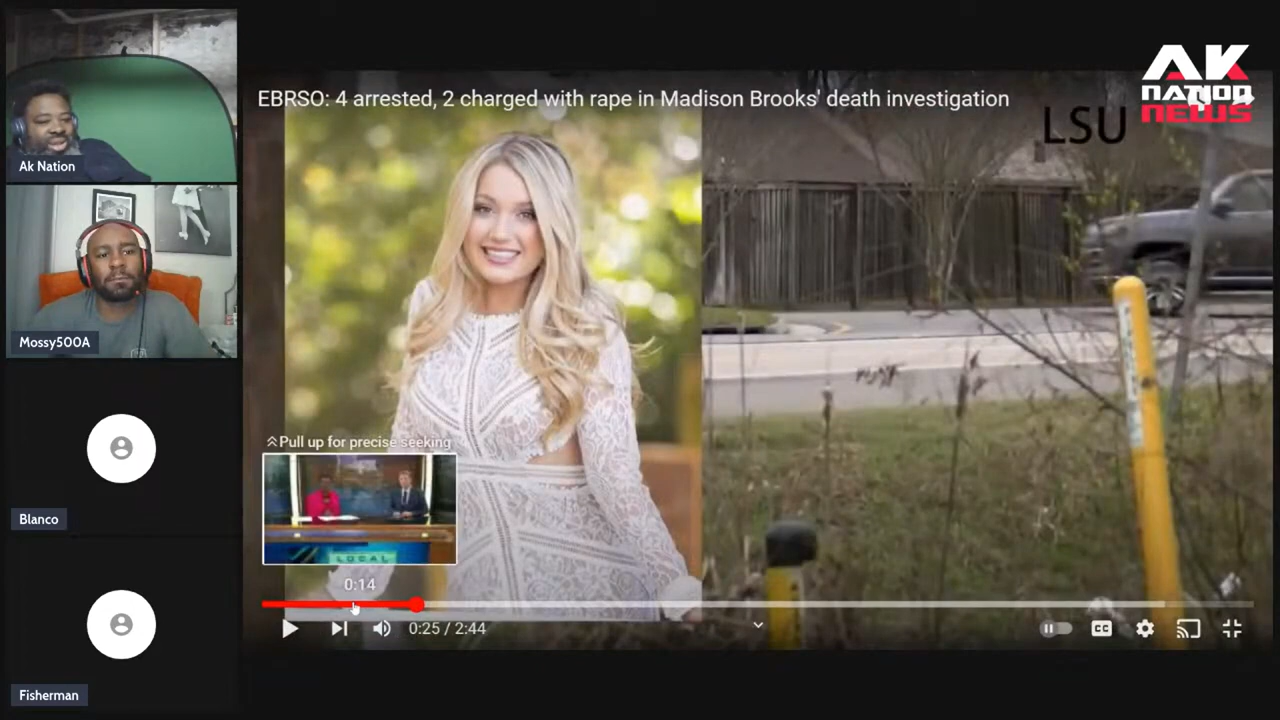 EBRSO: 4 arrested, 2 charged with rape in Madison Brooks' death investigation
AK
NATION
NEWS
LSU
Ak Nation
Mossy500A
Blanco
Fisherman
Pull up for precise seeking
LOCAL
0:14
0:25 / 2:44
CC